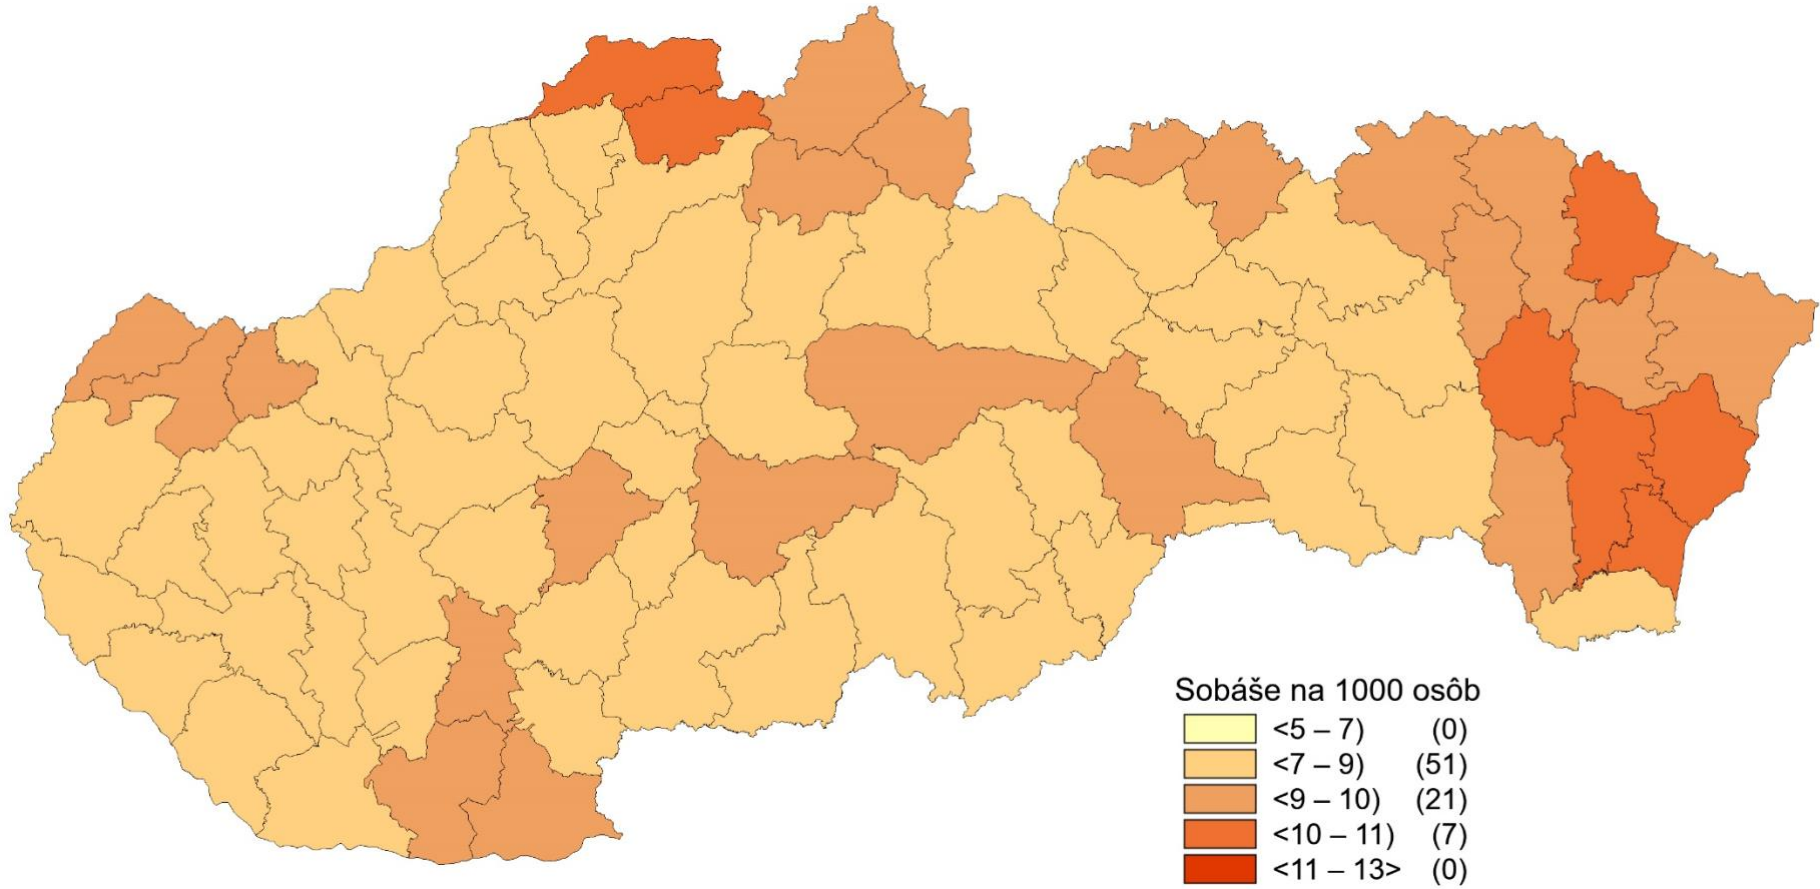 Sobáše na 1000 osôb
<5 – 7) (0)
<7 – 9) (51)
<9 – 10) (21)
<10 – 11) (7)
<11 – 13> (0)